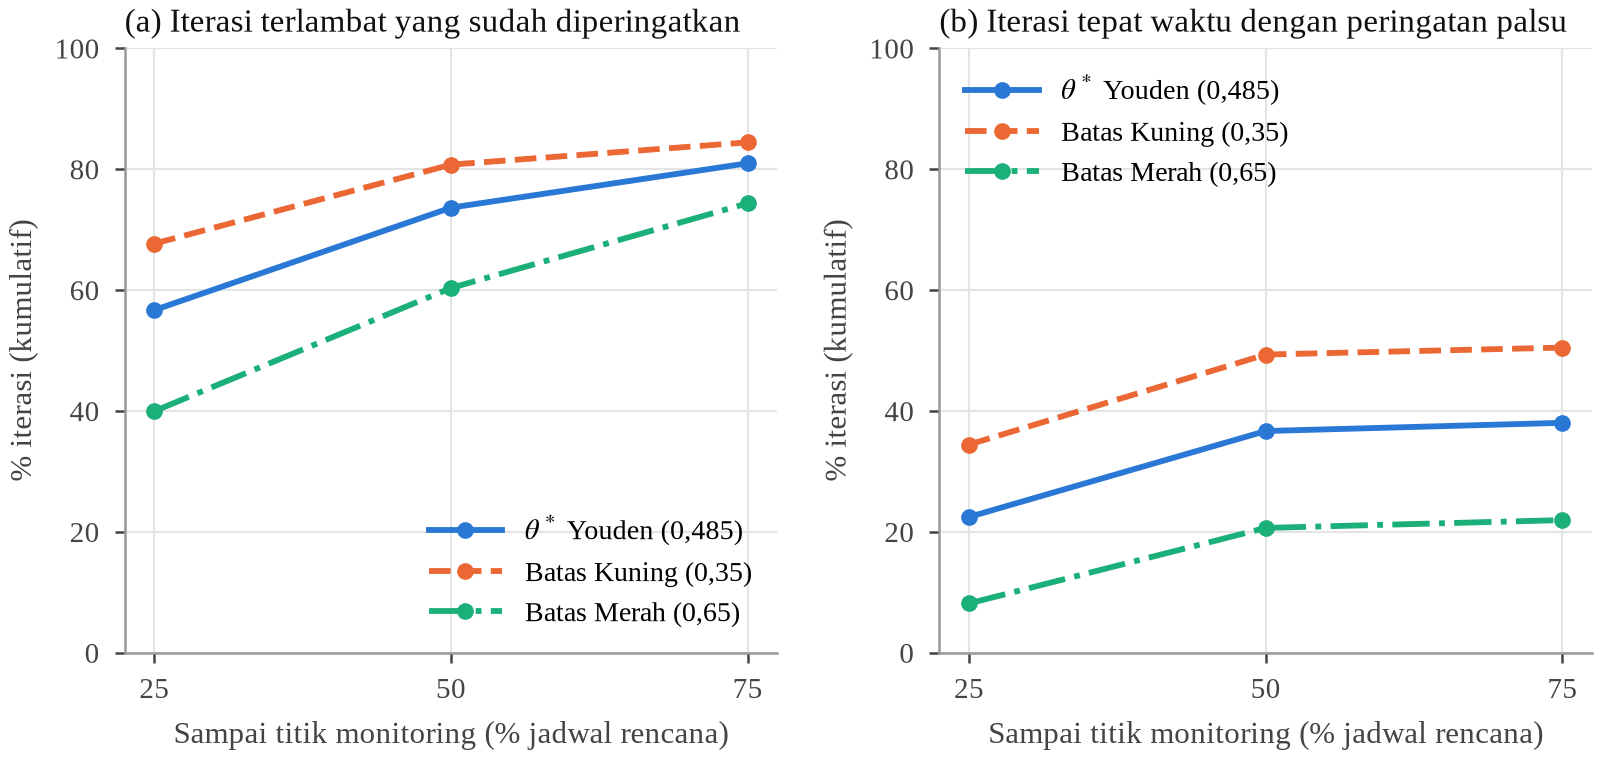 (a) Iterasi terlambat yang sudah diperingatkan
100
80
60
40
20
0
% iterasi (kumulatif)
θ* Youden (0,485)
Batas Kuning (0,35)
Batas Merah (0,65)
25 50 75
Sampai titik monitoring (% jadwal rencana)
(b) Iterasi tepat waktu dengan peringatan palsu
100
80
60
40
20
0
% iterasi (kumulatif)
θ* Youden (0,485)
Batas Kuning (0,35)
Batas Merah (0,65)
25 50 75
Sampai titik monitoring (% jadwal rencana)